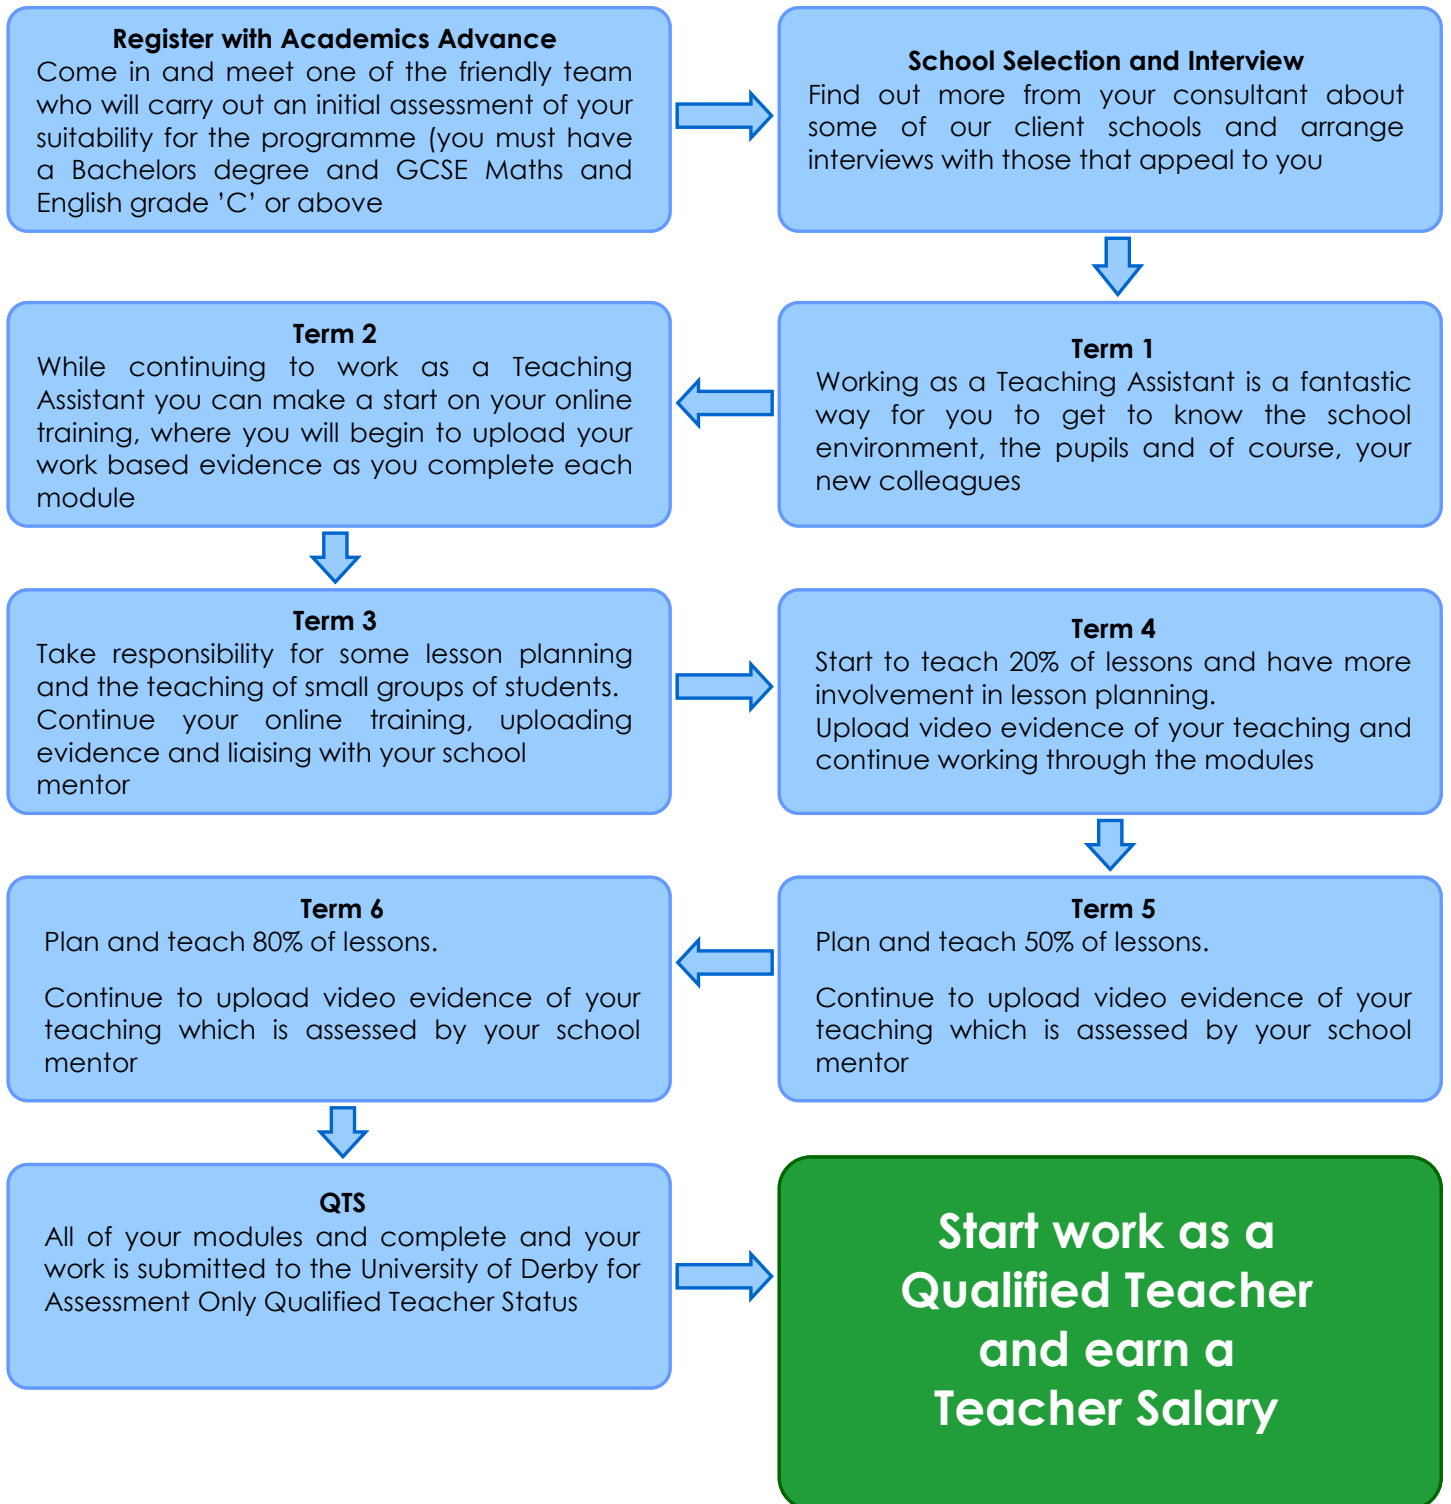 Register with Academics Advance
Come in and meet one of the friendly team
who will carry out an initial assessment of your
suitability for the programme (you must have
a Bachelors degree and GCSE Maths and
English grade ’C’ or above
School Selection and Interview
Find out more from your consultant about
some of our client schools and arrange
interviews with those that appeal to you
Term 1
Working as a Teaching Assistant is a fantastic
way for you to get to know the school
environment, the pupils and of course, your
new colleagues
Term 2
While continuing to work as a Teaching
Assistant you can make a start on your online
training, where you will begin to upload your
work based evidence as you complete each
module
Term 3
Take responsibility for some lesson planning
and the teaching of small groups of students.
Continue your online training, uploading
evidence and liaising with your school
mentor
Term 4
Start to teach 20% of lessons and have more
involvement in lesson planning.
Upload video evidence of your teaching and
continue working through the modules
Term 5
Plan and teach 50% of lessons.
Continue to upload video evidence of your
teaching which is assessed by your school
mentor
Term 6
Plan and teach 80% of lessons.
Continue to upload video evidence of your
teaching which is assessed by your school
mentor
QTS
All of your modules and complete and your
work is submitted to the University of Derby for
Assessment Only Qualified Teacher Status
Start work as a
Qualified Teacher
and earn a
Teacher Salary